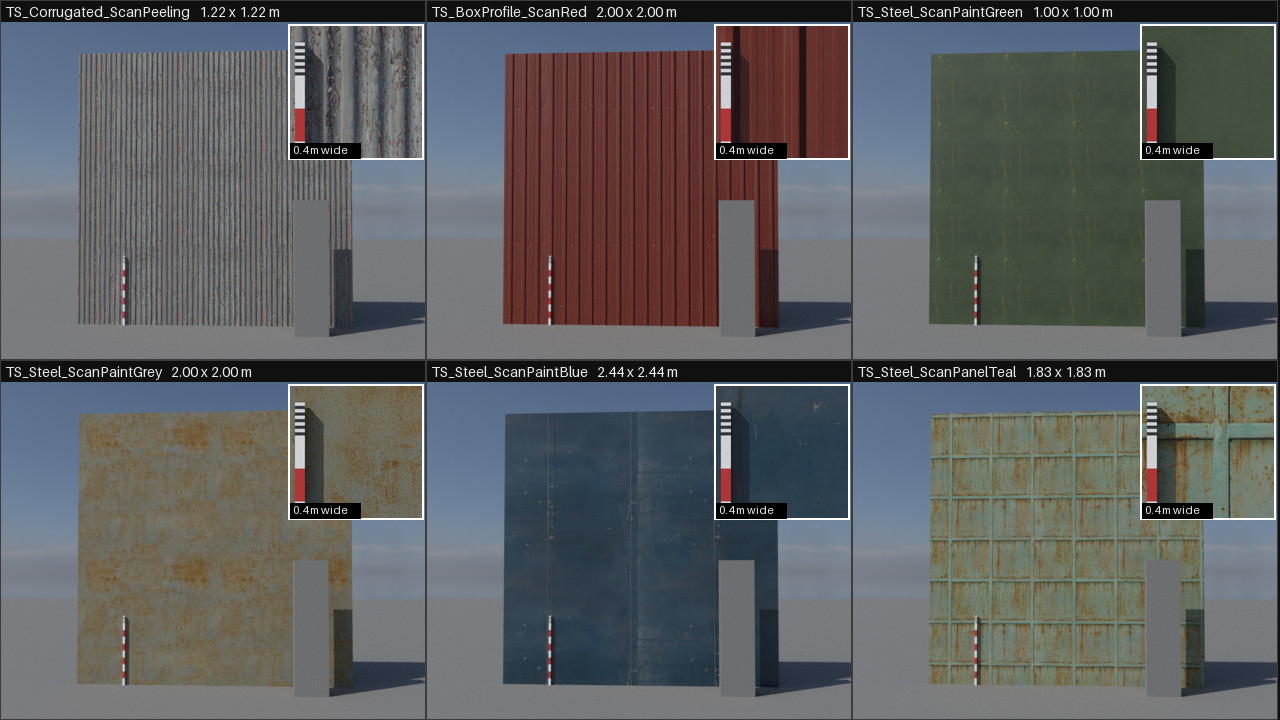 TS_Corrugated_ScanPeeling 1.22 x 1.22 m
0.4m wide
TS_BoxProfile_ScanRed 2.00 x 2.00 m
0.4m wide
TS_Steel_ScanPaintGreen 1.00 x 1.00 m
0.4m wide
TS_Steel_ScanPaintGrey 2.00 x 2.00 m
0.4m wide
TS_Steel_ScanPaintBlue 2.44 x 2.44 m
0.4m wide
TS_Steel_ScanPanelTeal 1.83 x 1.83 m
0.4m wide